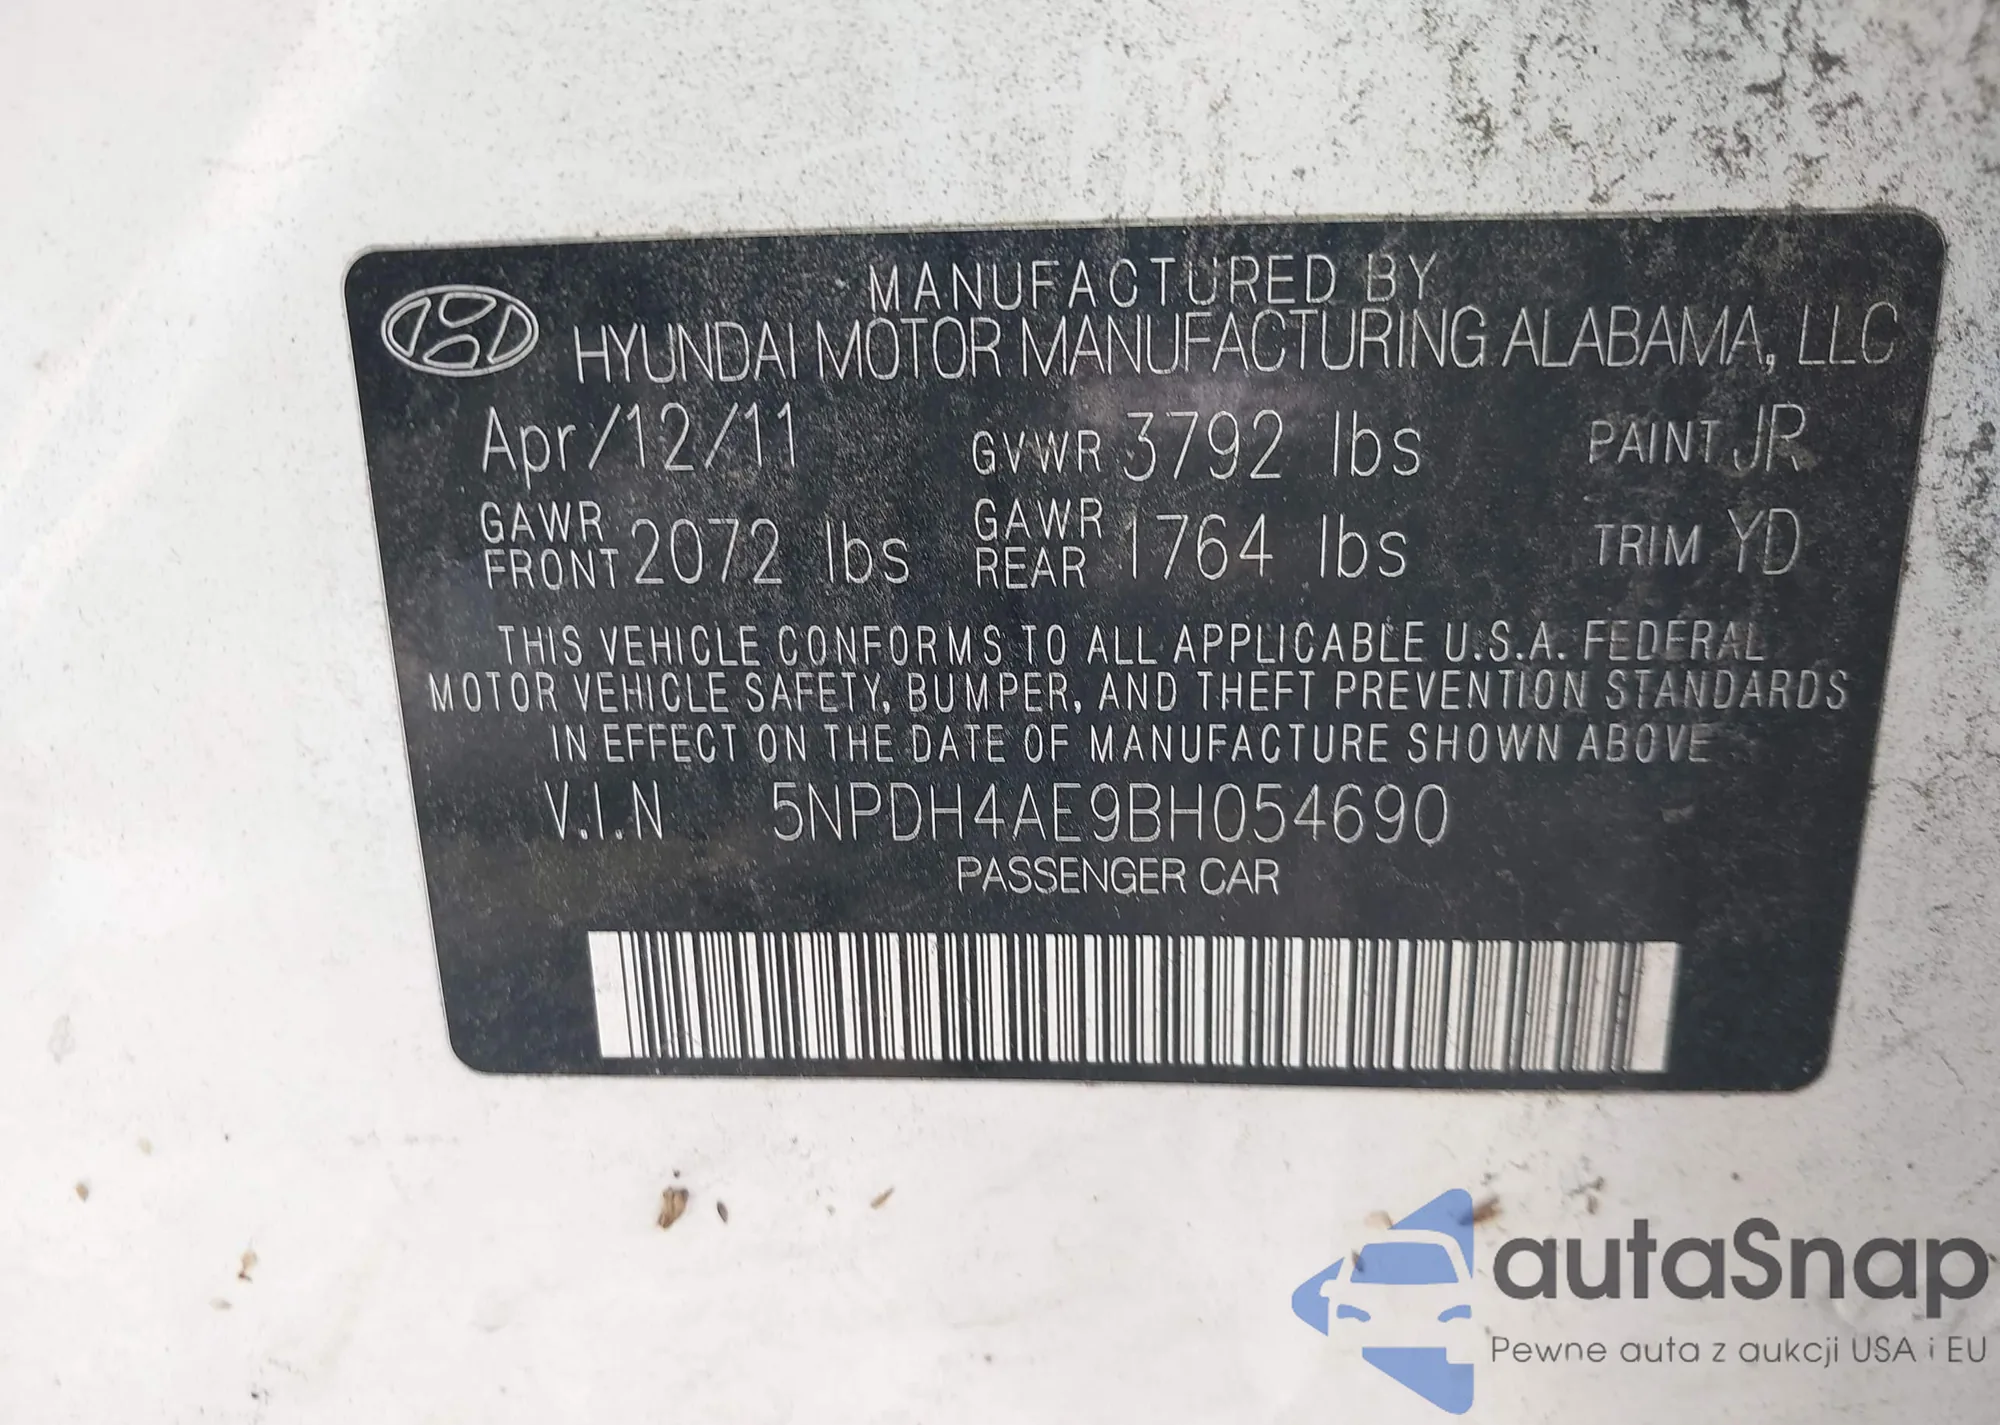 MANUFACTURED BY
HYUNDAI MOTOR MANUFACTURING ALABAMA, LLC
Apr/12/11 GVWR 3792 lbs PAINT JR
GAWR FRONT 2072 lbs GAWR REAR 1764 lbs TRIM YD
THIS VEHICLE CONFORMS TO ALL APPLICABLE U.S.A. FEDERAL
MOTOR VEHICLE SAFETY, BUMPER, AND THEFT PREVENTION STANDARDS
IN EFFECT ON THE DATE OF MANUFACTURE SHOWN ABOVE
V.I.N 5NPDH4AE9BH054690
PASSENGER CAR
autaSnap
Pewne auta z aukcji USA i EU